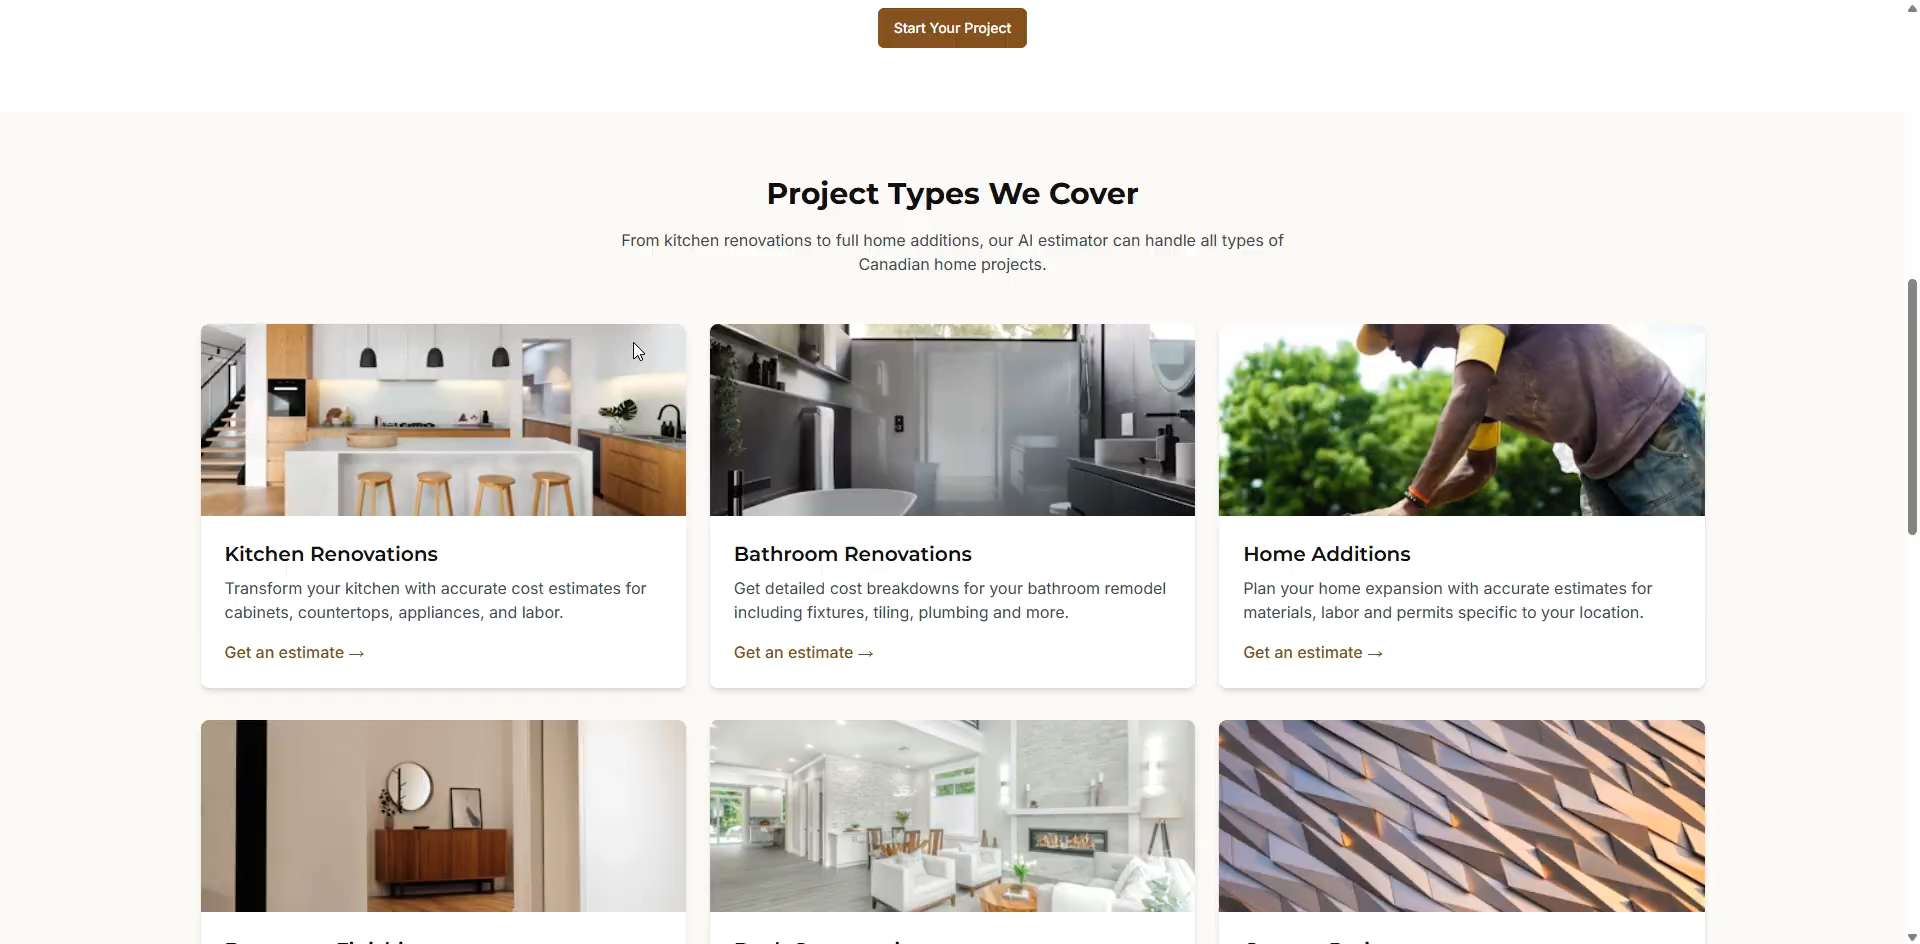 Start Your Project
Project Types We Cover
From kitchen renovations to full home additions, our AI estimator can handle all types of
Canadian home projects.
Kitchen Renovations
Transform your kitchen with accurate cost estimates for
cabinets, countertops, appliances, and labor.
Get an estimate →
Bathroom Renovations
Get detailed cost breakdowns for your bathroom remodel
including fixtures, tiling, plumbing and more.
Get an estimate →
Home Additions
Plan your home expansion with accurate estimates for
materials, labor and permits specific to your location.
Get an estimate →